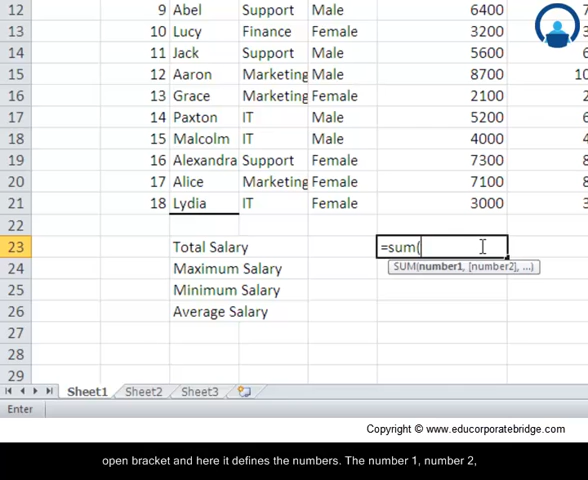 12 9 Abel Support Male 6400 7
13 10 Lucy Finance Female 3200
14 11 Jack Support Male 5600
15 12 Aaron Marketing Male 8700 10
16 13 Grace Marketing Female 2100
17 14 Paxton IT Male 5200
18 15 Malcolm IT Male 4000
19 16 Alexandra Support Female 7300
20 17 Alice Marketing Female 7100
21 18 Lydia IT Female 3000
22
23 Total Salary =sum(
24 Maximum Salary SUM(number1, [number2], ...)
25 Minimum Salary
26 Average Salary
27
28
29
Sheet1 Sheet2 Sheet3
Enter
Copyright © www.educorporatebridge.com
open bracket and here it defines the numbers. The number 1, number 2,